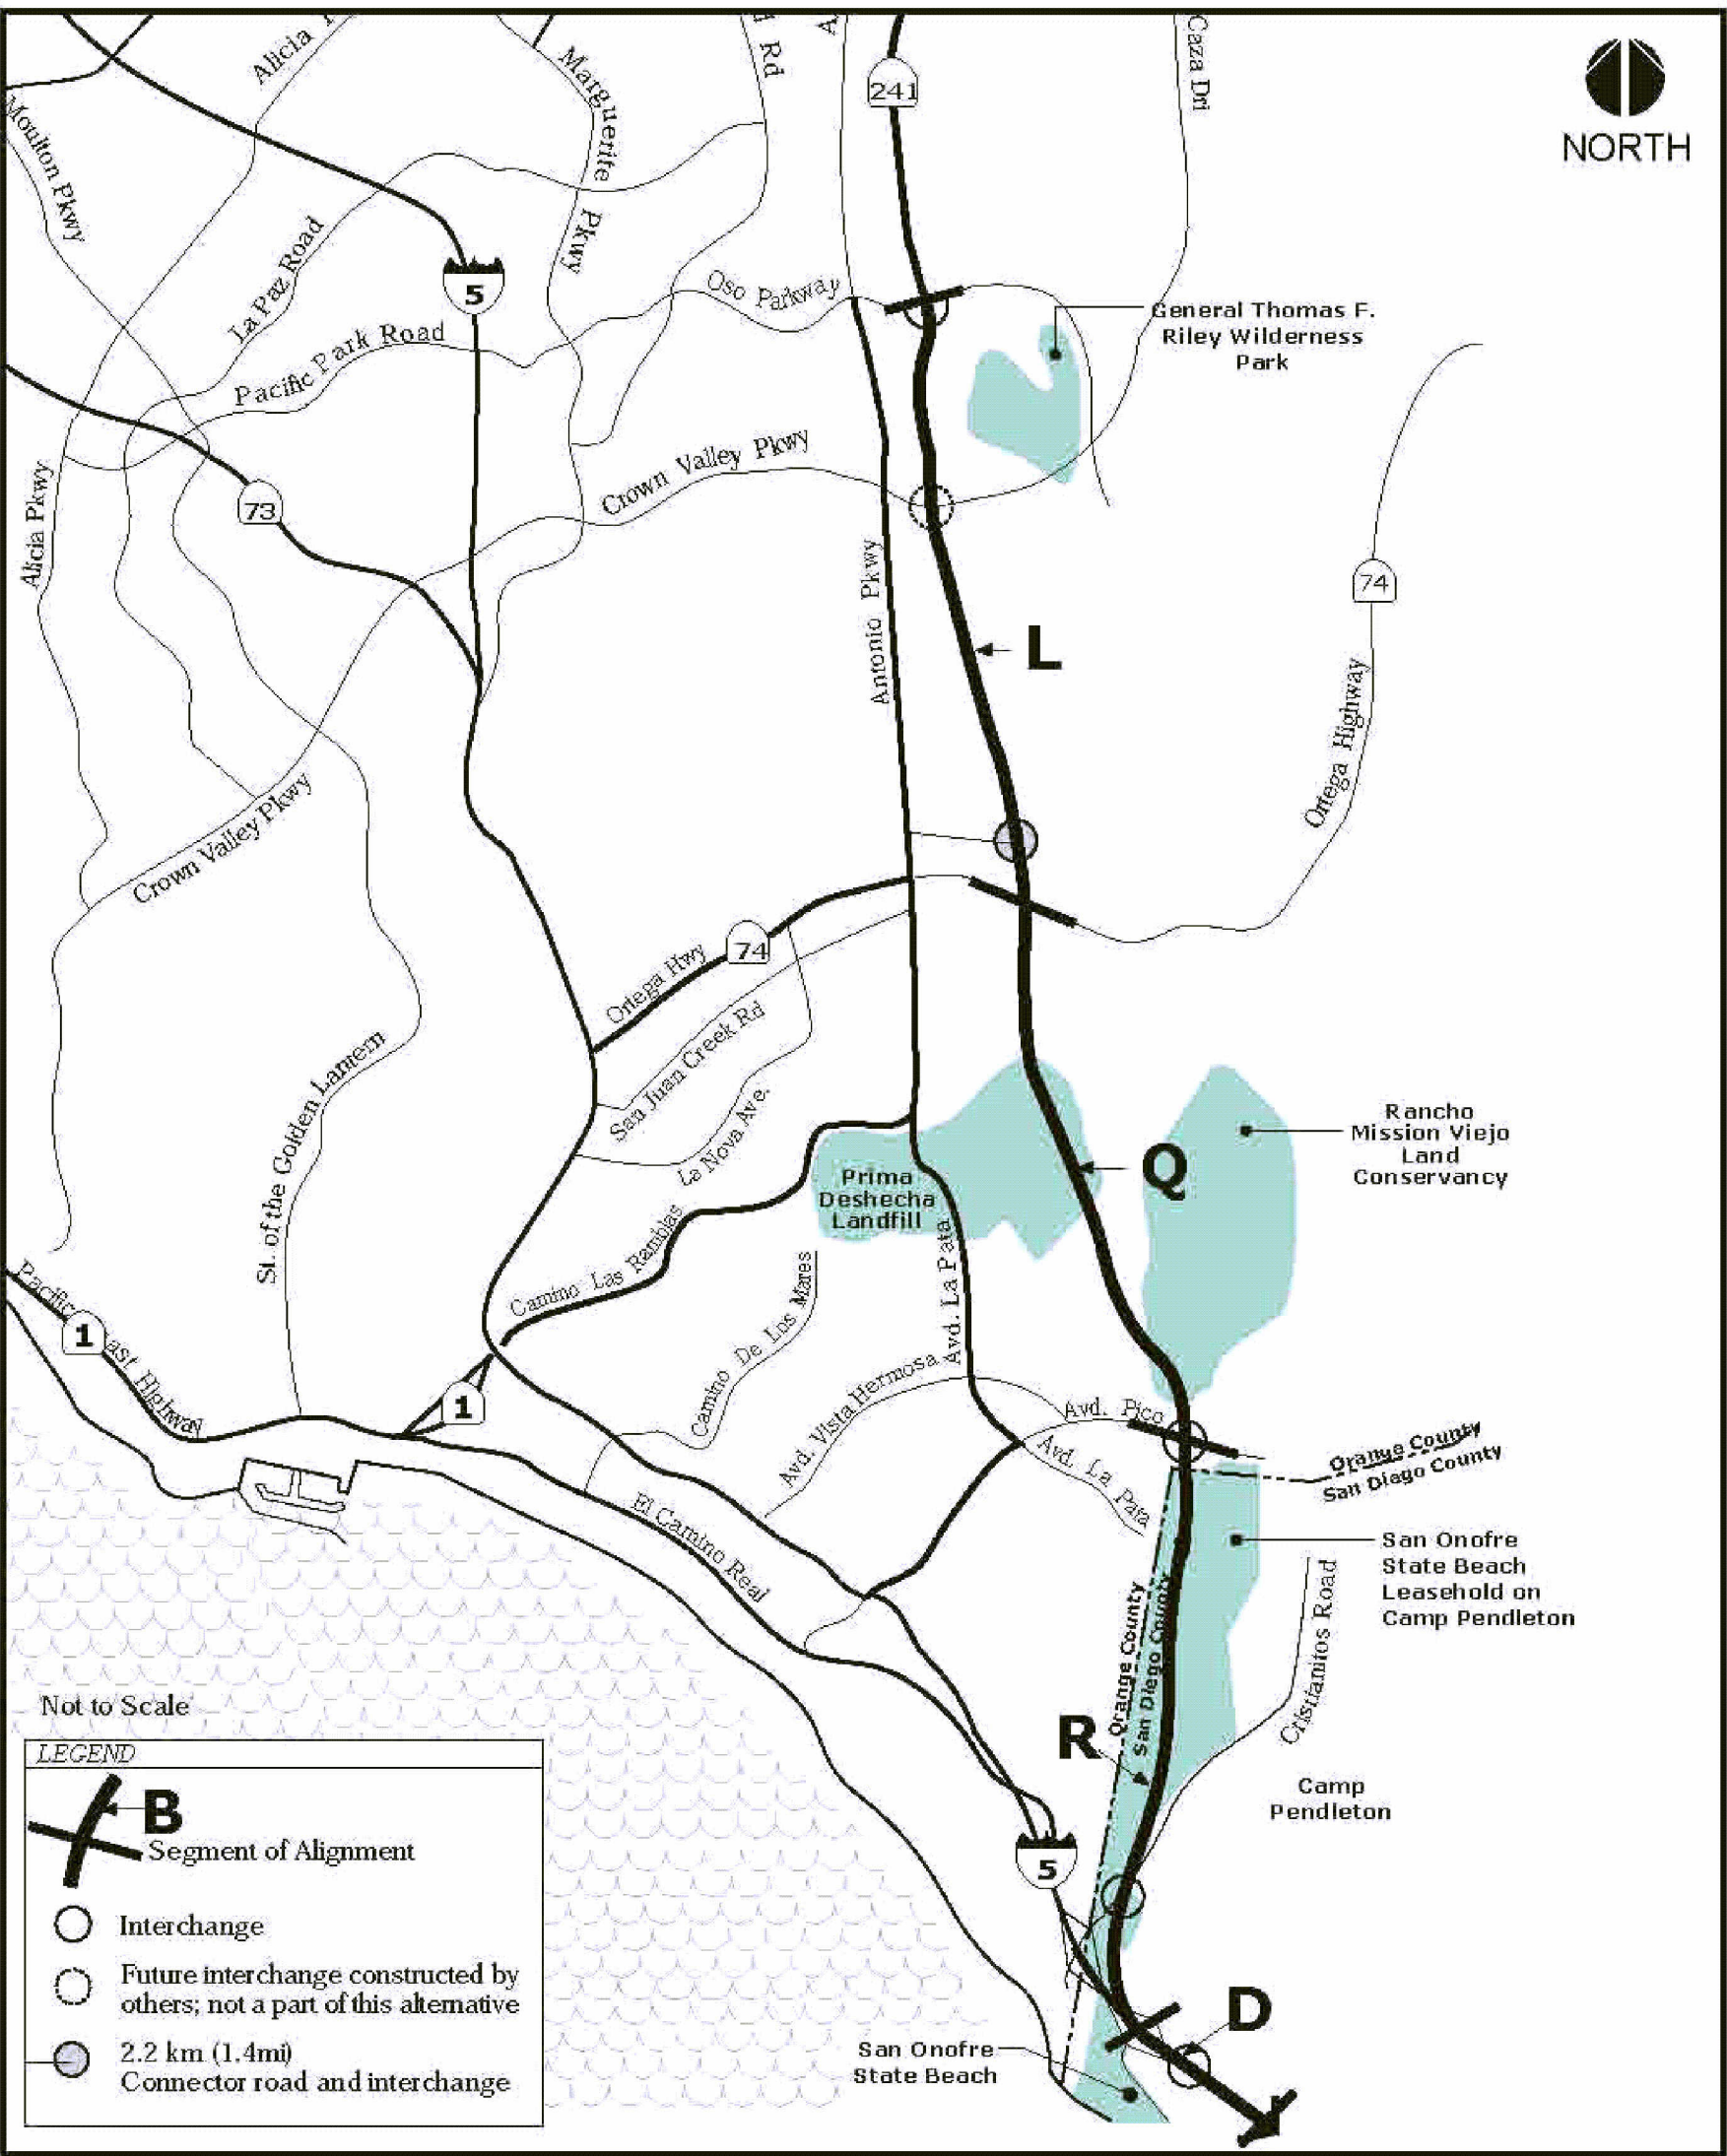 Alicia
Marguerite
Pkwy
Rd
A
241
Caza Dri
NORTH
Moulton Pkwy
La Paz Road
5
Oso Parkway
General Thomas F.
Riley Wilderness
Park
Pacific Park Road
Crown Valley Pkwy
Alicia Pkwy
73
Antonio Pkwy
L
74
Ortega Highway
Crown Valley Pkwy
74
Ortega Hwy
San Juan Creek Rd
La Nova Ave.
St. of the Golden Lantern
Rancho
Mission Viejo
Land
Conservancy
Q
Prima
Deshecha
Landfill
Camino Las Ramblas
Camino De Los Mares
Avd. La Pata
Avd. Vista Hermosa
Pacific
1
ast Highway
1
Avd. Pico
Avd. La Pata
Orange County
San Diego County
El Camino Real
San Onofre
State Beach
Leasehold on
Camp Pendleton
Orange County
San Diego County
Cristianitos Road
R
Camp
Pendleton
5
D
San Onofre
State Beach
Not to Scale
LEGEND
B
Segment of Alignment
Interchange
Future interchange constructed by
others; not a part of this alternative
2.2 km (1.4mi)
Connector road and interchange